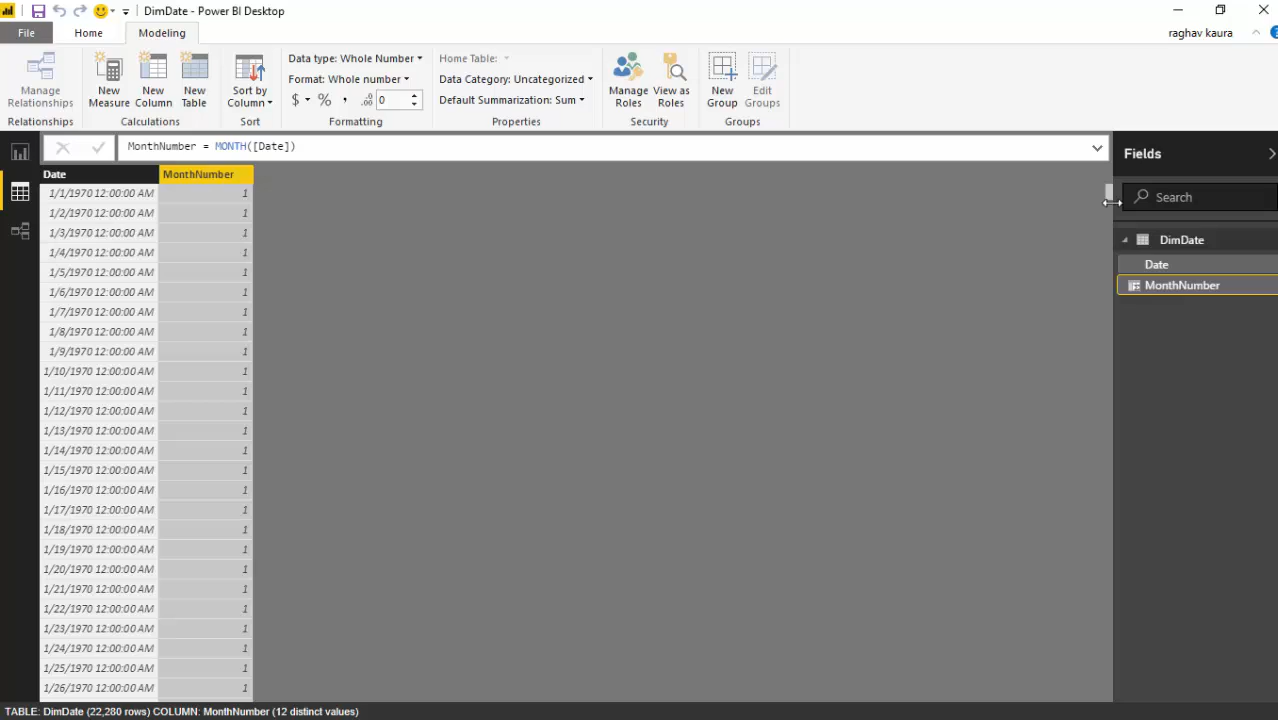 DimDate - Power BI Desktop
File
Home
Modeling
raghav kaura
Manage
Relationships
Relationships
New
Measure
New
Column
New
Table
Calculations
Sort by
Column
Sort
Data type: Whole Number
Format: Whole number
$ % , .00 0
Formatting
Home Table:
Data Category: Uncategorized
Default Summarization: Sum
Properties
Manage
Roles
View as
Roles
Security
New
Group
Edit
Groups
Groups
MonthNumber = MONTH([Date])
Date MonthNumber
1/1/1970 12:00:00 AM 1
1/2/1970 12:00:00 AM 1
1/3/1970 12:00:00 AM 1
1/4/1970 12:00:00 AM 1
1/5/1970 12:00:00 AM 1
1/6/1970 12:00:00 AM 1
1/7/1970 12:00:00 AM 1
1/8/1970 12:00:00 AM 1
1/9/1970 12:00:00 AM 1
1/10/1970 12:00:00 AM 1
1/11/1970 12:00:00 AM 1
1/12/1970 12:00:00 AM 1
1/13/1970 12:00:00 AM 1
1/14/1970 12:00:00 AM 1
1/15/1970 12:00:00 AM 1
1/16/1970 12:00:00 AM 1
1/17/1970 12:00:00 AM 1
1/18/1970 12:00:00 AM 1
1/19/1970 12:00:00 AM 1
1/20/1970 12:00:00 AM 1
1/21/1970 12:00:00 AM 1
1/22/1970 12:00:00 AM 1
1/23/1970 12:00:00 AM 1
1/24/1970 12:00:00 AM 1
1/25/1970 12:00:00 AM 1
1/26/1970 12:00:00 AM 1
Fields
Search
DimDate
Date
MonthNumber
TABLE: DimDate (22,280 rows) COLUMN: MonthNumber (12 distinct values)